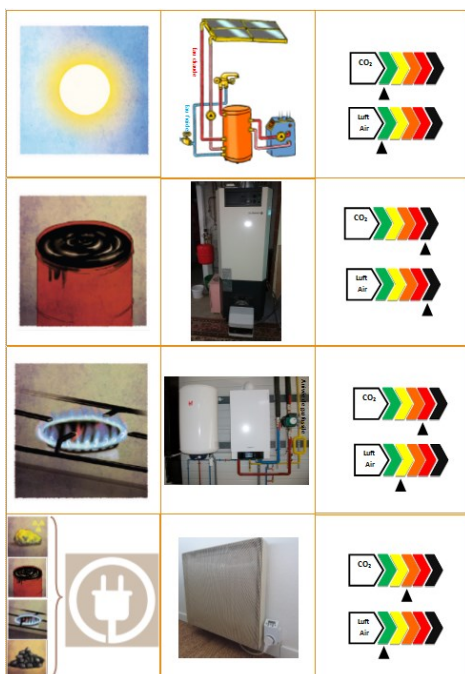 Eau chaude
Eau froide
CO₂
Luft
Air
CO₂
Luft
Air
CO₂
Luft
Air
CO₂
Luft
Air